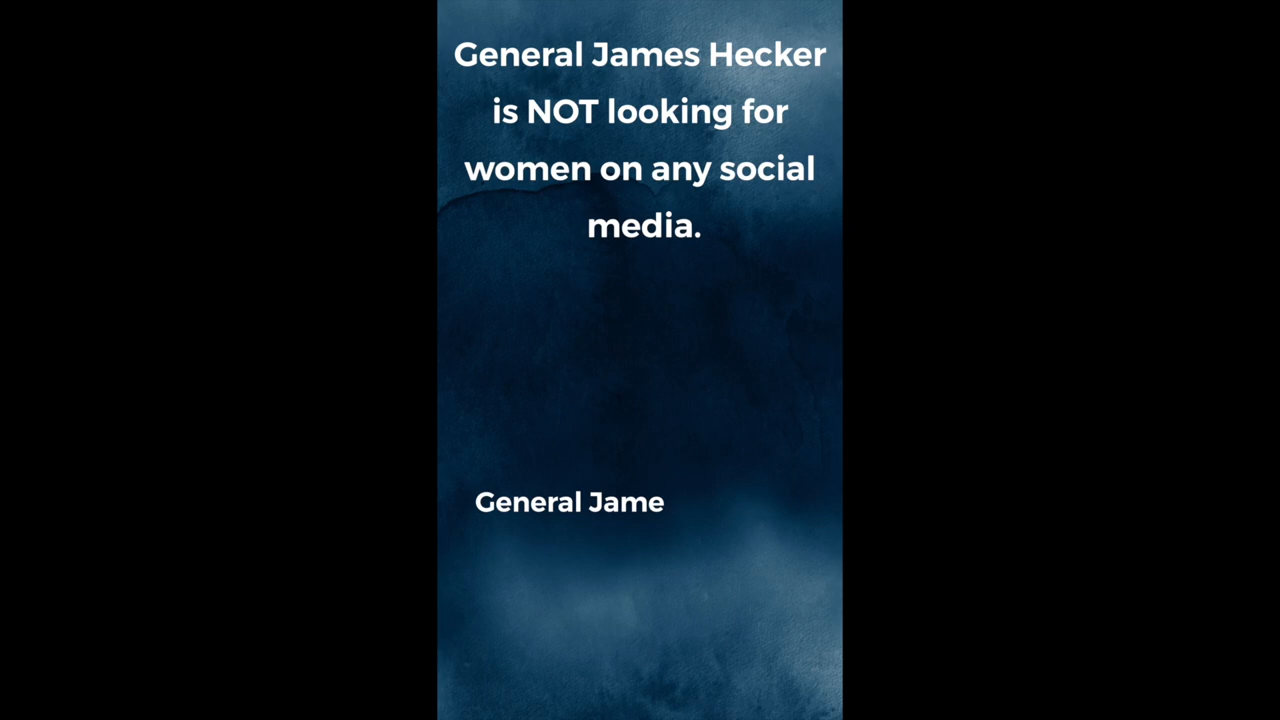 General James Hecker
is NOT looking for
women on any social
media.
General Jame